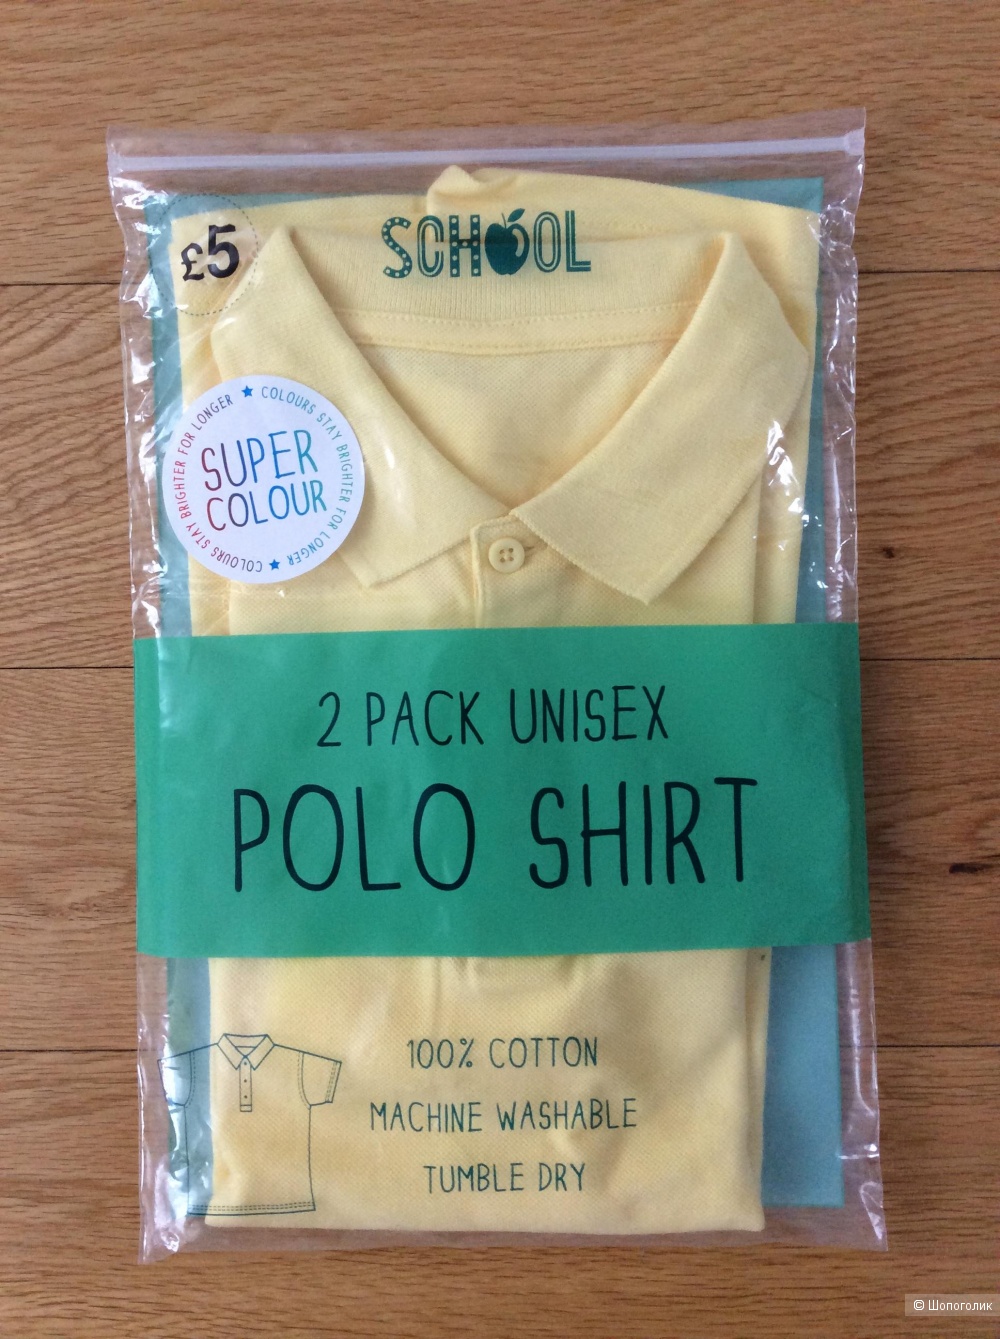 SCHOOL
£5
COLOURS STAY BRIGHTER FOR LONGER ★ COLOURS STAY BRIGHTER FOR LONGER ★
SUPER
COLOUR
2 PACK UNISEX
POLO SHIRT
100% COTTON
MACHINE WASHABLE
TUMBLE DRY
© Шопоголик